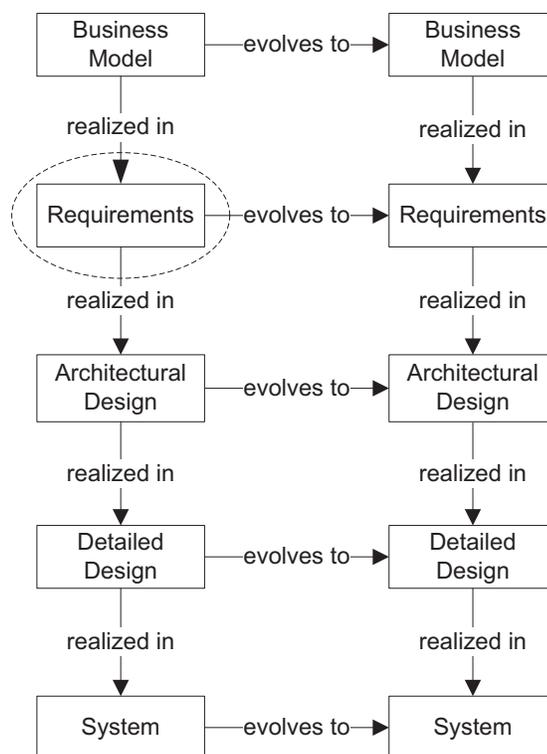 Business
Model
evolves to
Business
Model
realized in
realized in
Requirements
evolves to
Requirements
realized in
realized in
Architectural
Design
evolves to
Architectural
Design
realized in
realized in
Detailed
Design
evolves to
Detailed
Design
realized in
realized in
System
evolves to
System